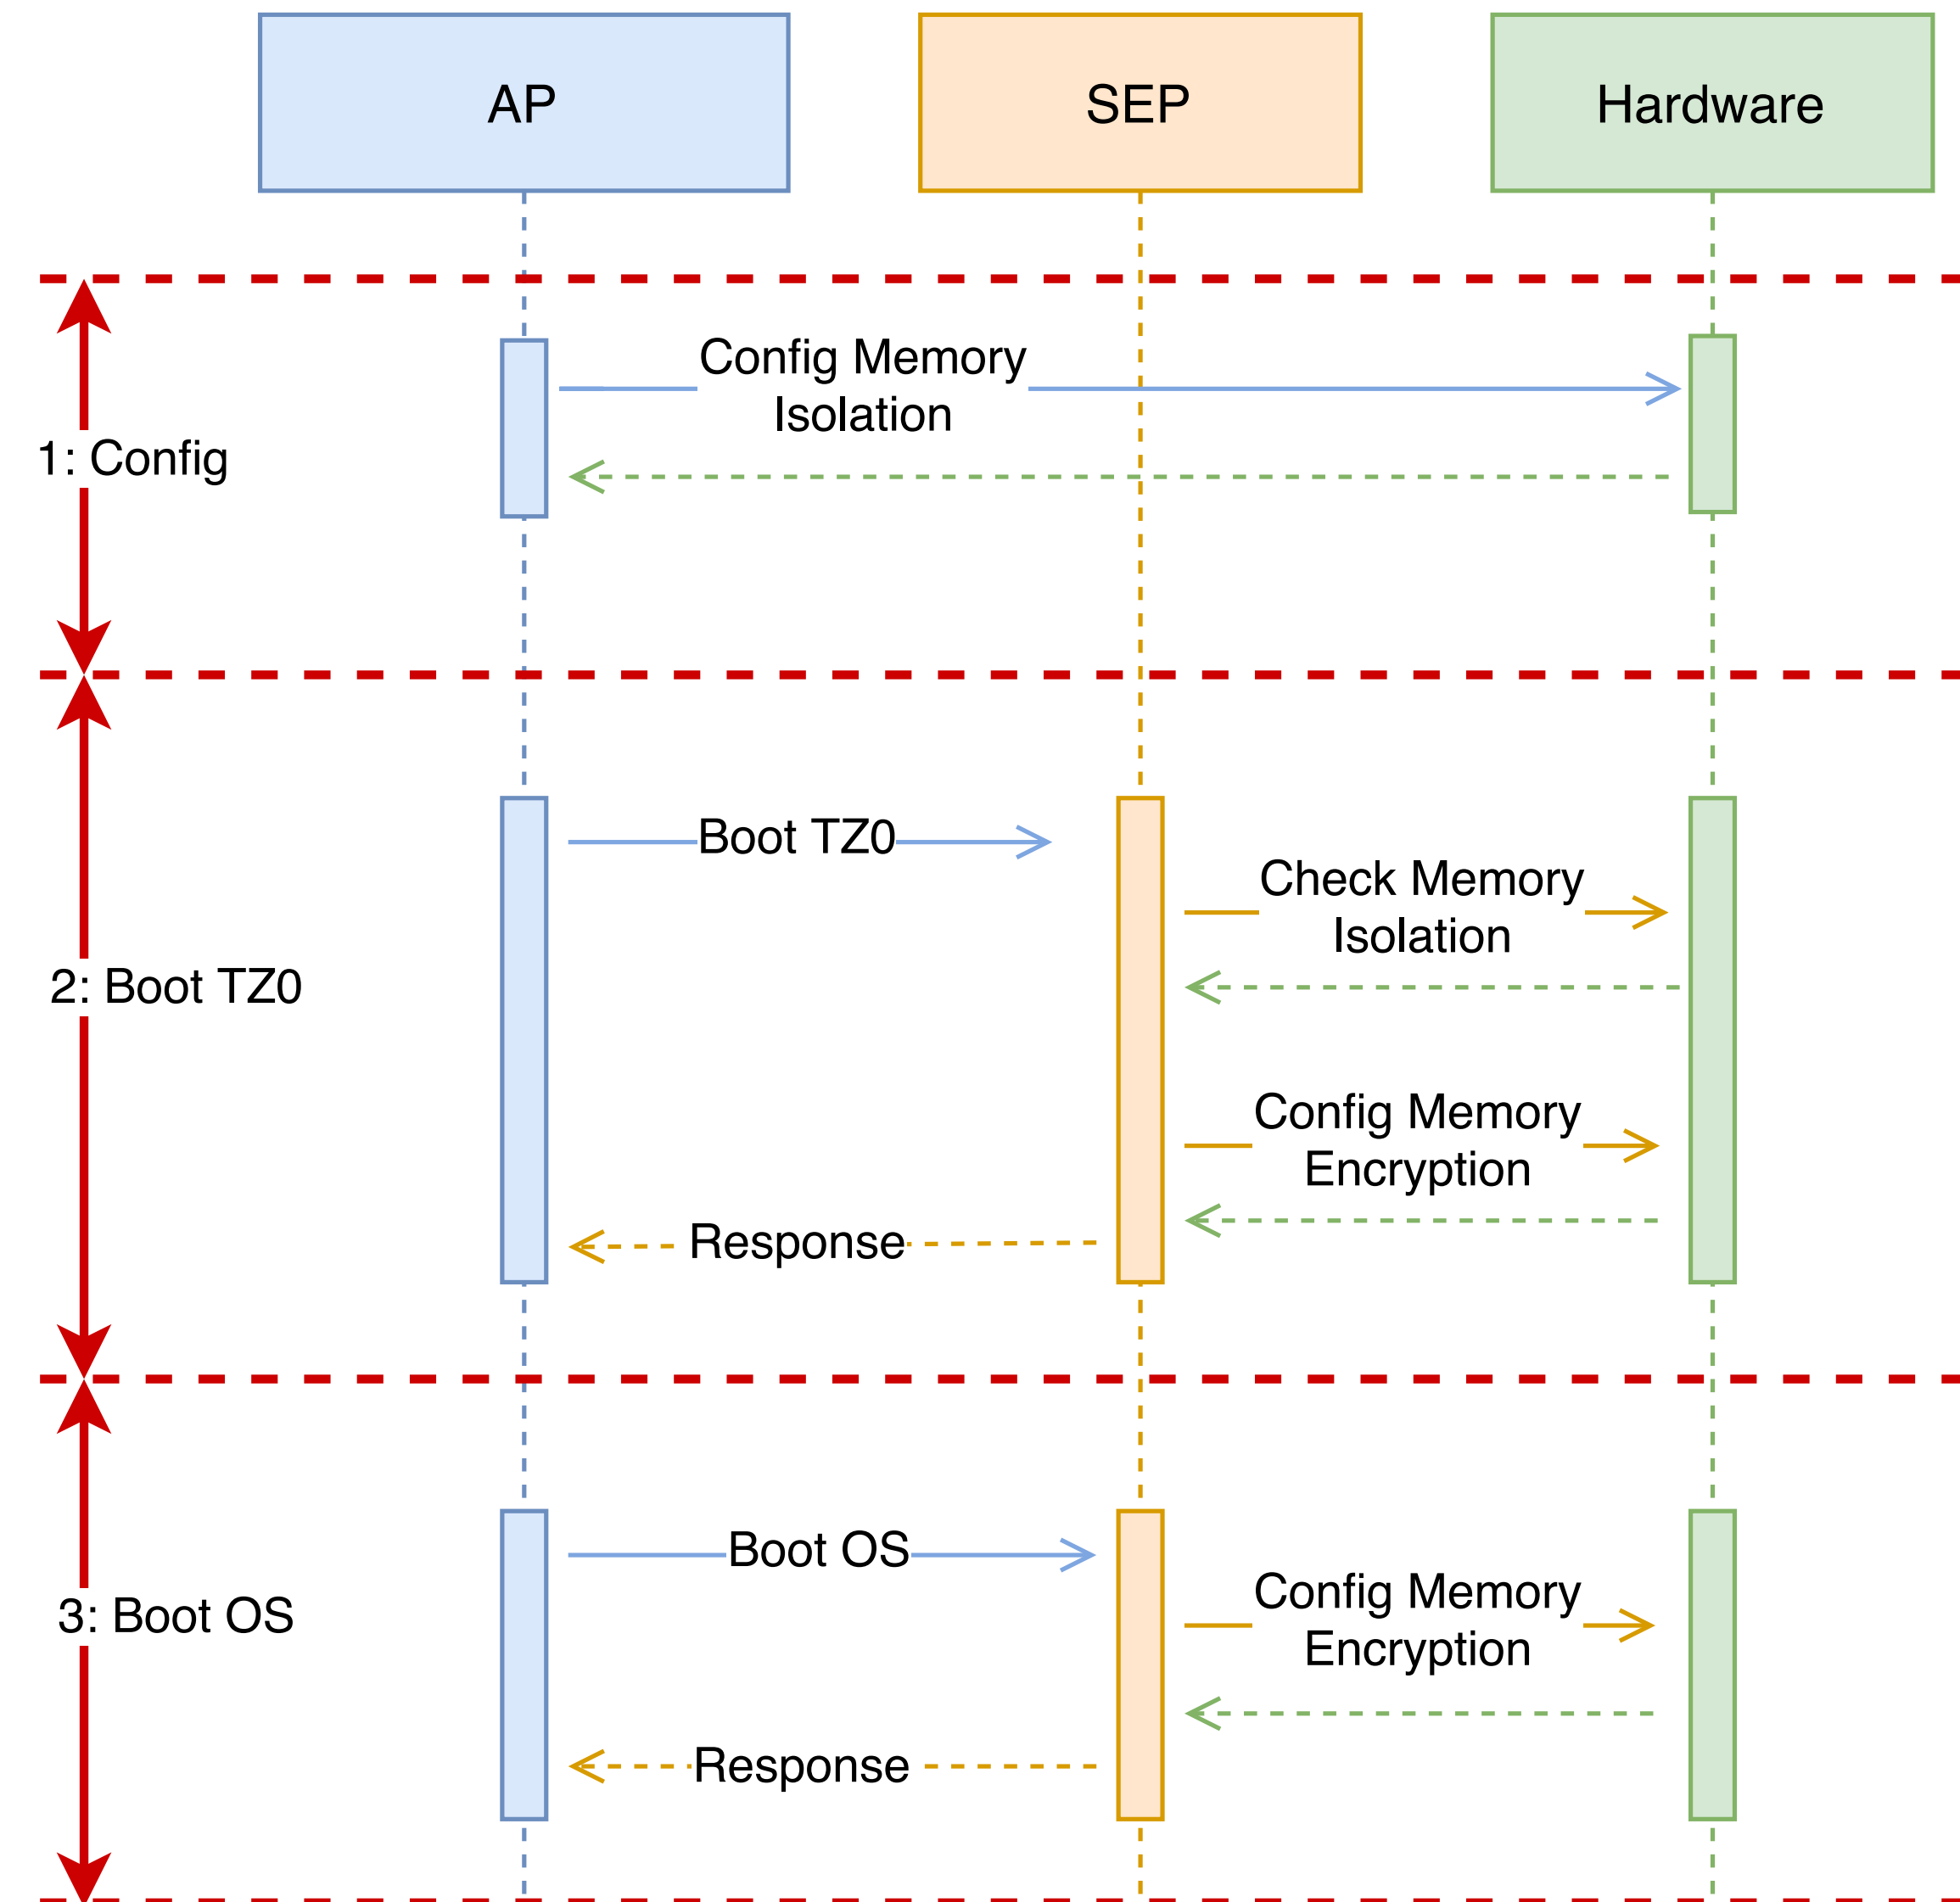 AP
SEP
Hardware
Config Memory
Isolation
1: Config
Boot TZ0
Check Memory
Isolation
2: Boot TZ0
Config Memory
Encryption
Response
Boot OS
Config Memory
Encryption
3: Boot OS
Response